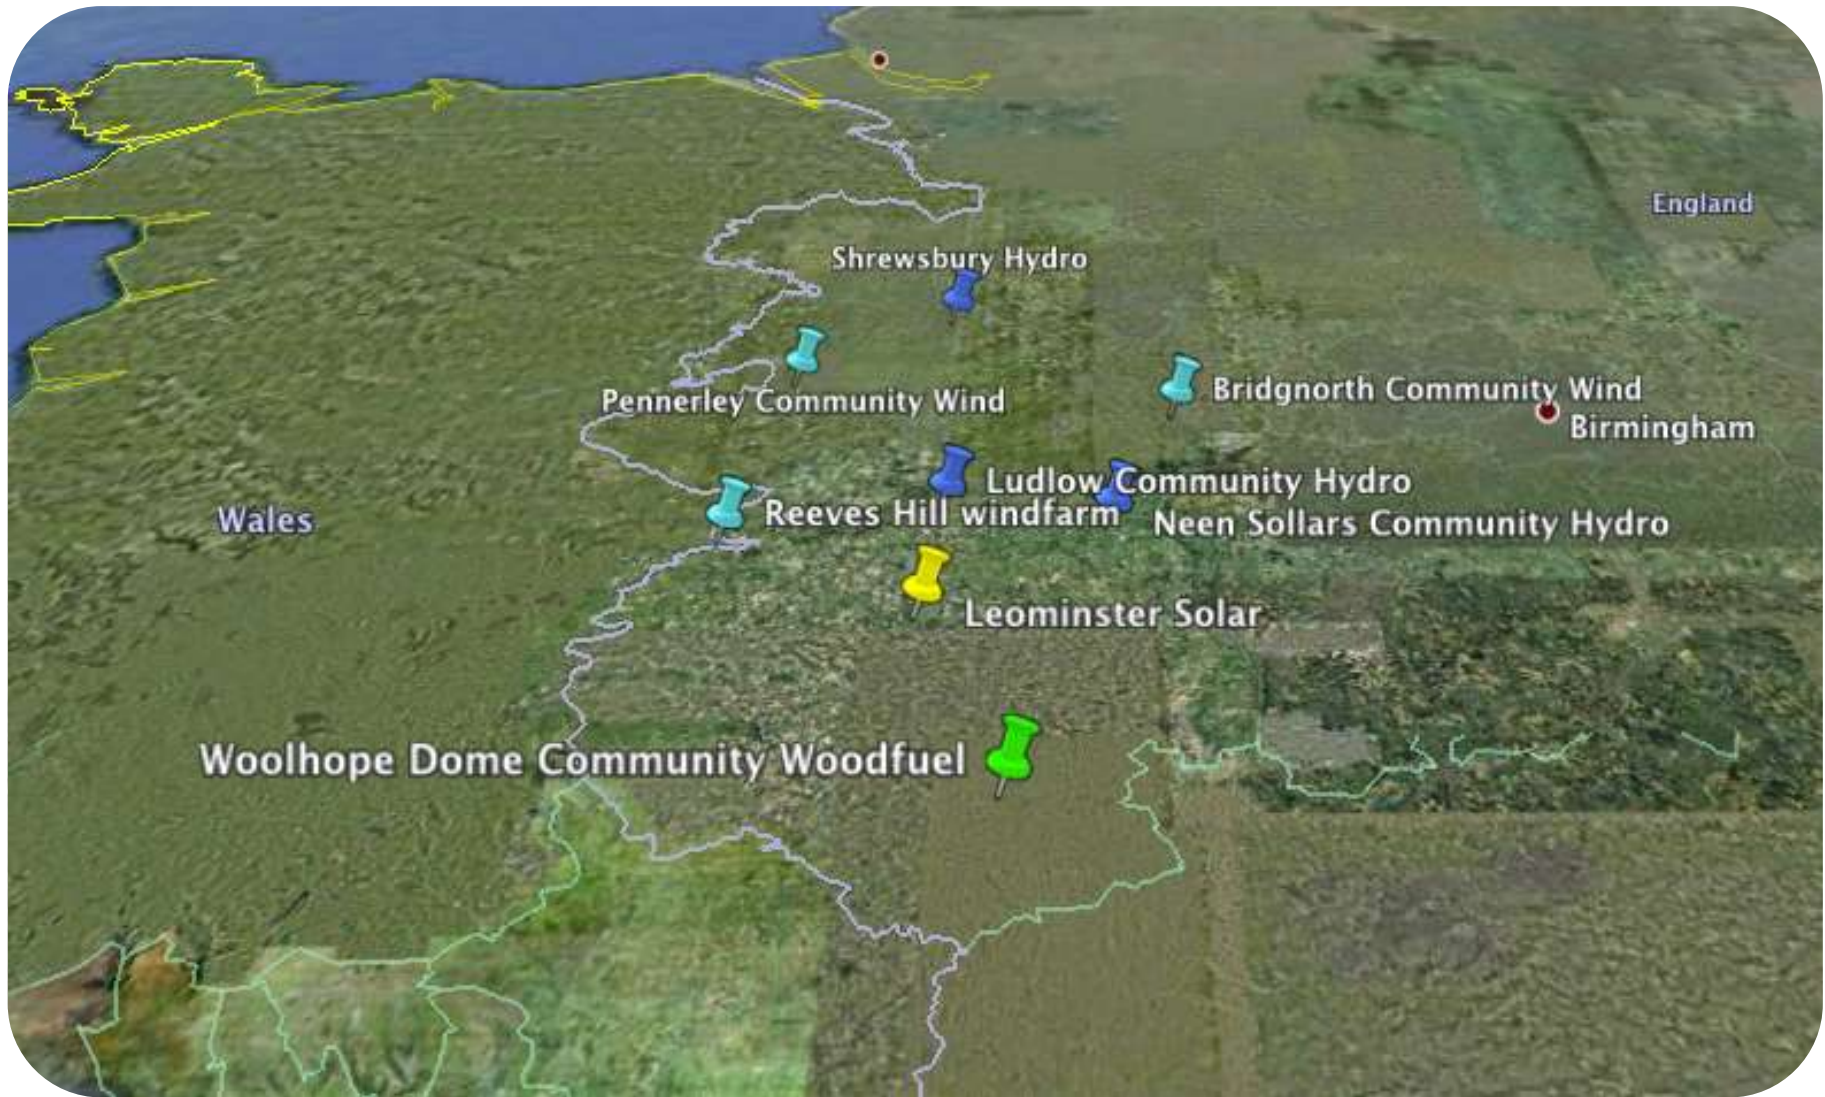 England
Shrewsbury Hydro
Bridgnorth Community Wind
Pennerley Community Wind
Birmingham
Ludlow Community Hydro
Reeves Hill windfarm
Wales
Neen Sollars Community Hydro
Leominster Solar
Woolhope Dome Community Woodfuel